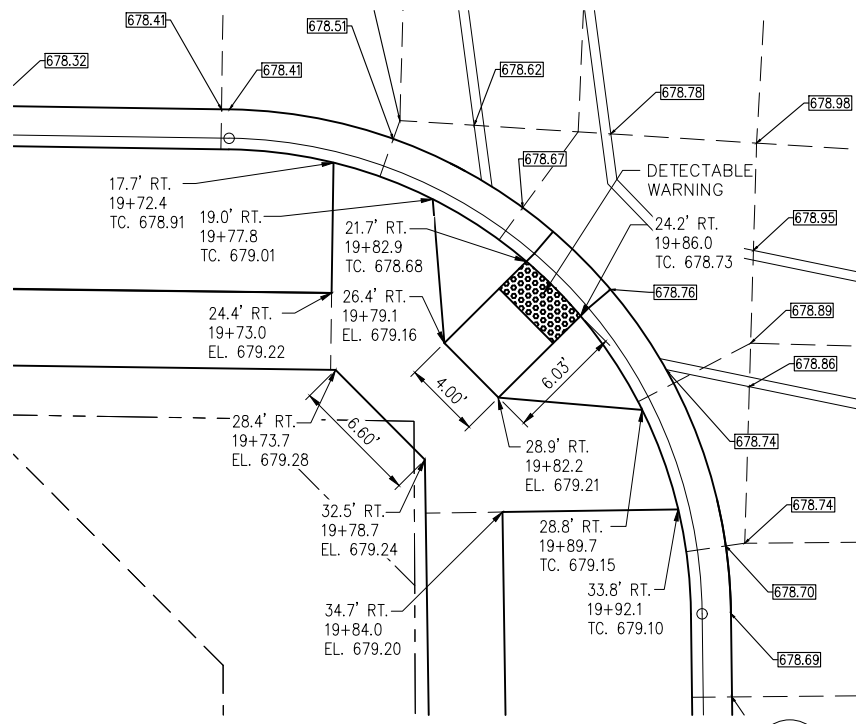 678.41
678.51
678.32
678.41
678.62
678.78
678.98
678.67
DETECTABLE
WARNING
17.7' RT.
19+72.4
TC. 678.91
19.0' RT.
19+77.8
TC. 679.01
21.7' RT.
19+82.9
TC. 678.68
24.2' RT.
19+86.0
TC. 678.73
678.95
26.4' RT.
19+79.1
EL. 679.16
678.76
24.4' RT.
19+73.0
EL. 679.22
678.89
678.86
4.00'
6.03'
6.60'
28.4' RT.
19+73.7
EL. 679.28
678.74
28.9' RT.
19+82.2
EL. 679.21
32.5' RT.
19+78.7
EL. 679.24
678.74
28.8' RT.
19+89.7
TC. 679.15
678.70
33.8' RT.
19+92.1
TC. 679.10
34.7' RT.
19+84.0
EL. 679.20
678.69